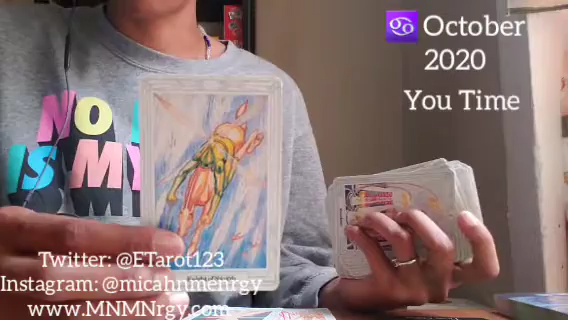 ♋ October
2020
You Time
NO
IS MY
Twitter: @ETarot123
Instagram: @micahnmenrgy
www.MNMNrgy.com